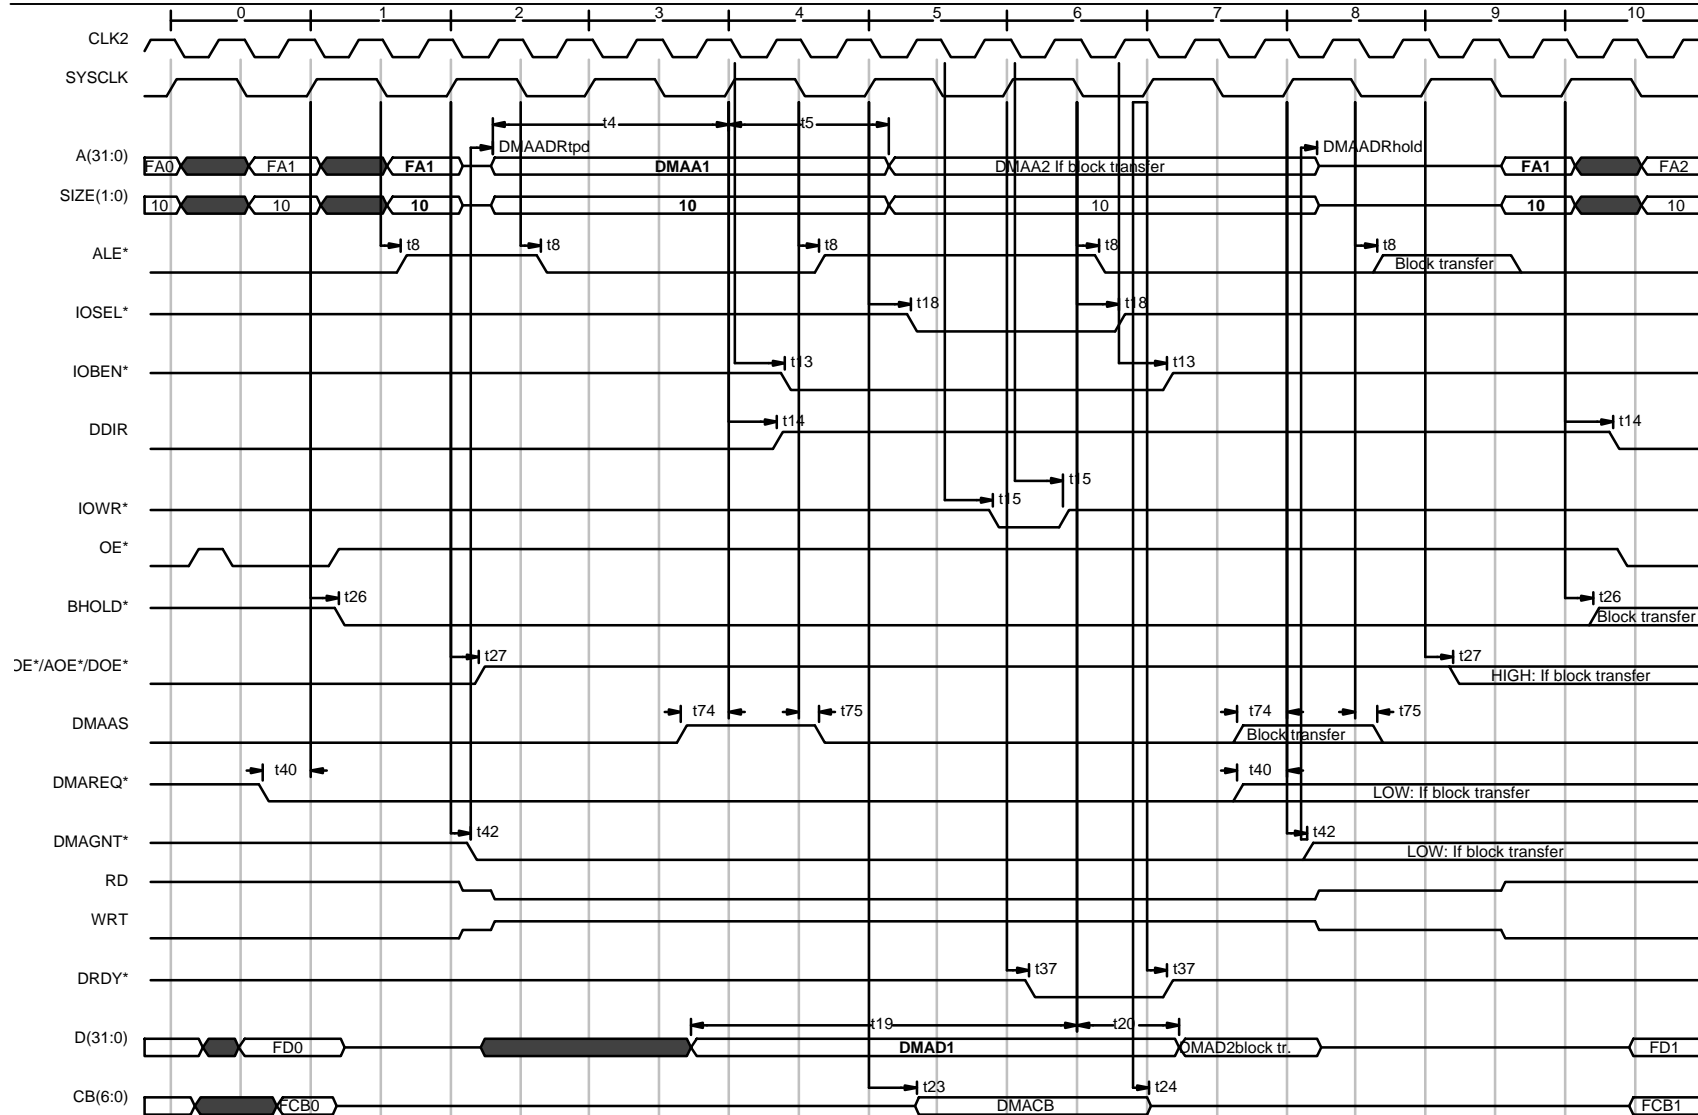 0 1 2 3 4 5 6 7 8 9 10
CLK2
SYSCLK
t4 t5
DMAADRtpd DMAADRhold
A(31:0) FA0 FA1 FA1 DMAA1 DMAA2 If block transfer FA1 FA2
SIZE(1:0) 10 10 10 10 10 10 10
t8 t8 t8 t8 t8
ALE* Block transfer
t18 t18
IOSEL*
t13 t13
IOBEN*
t14 t14
DDIR
t15
t15
IOWR*
OE*
t26 t26
BHOLD* Block transfer
t27 t27
OE*/AOE*/DOE* HIGH: If block transfer
t74 t75 t74 t75
DMAAS Block transfer
t40 t40
DMAREQ* LOW: If block transfer
t42 t42
DMAGNT* LOW: If block transfer
RD
WRT
t37 t37
DRDY*
t19 t20
D(31:0) FD0 DMAD1 DMAD2block tr. FD1
t23 t24
CB(6:0) FCB0 DMACB FCB1